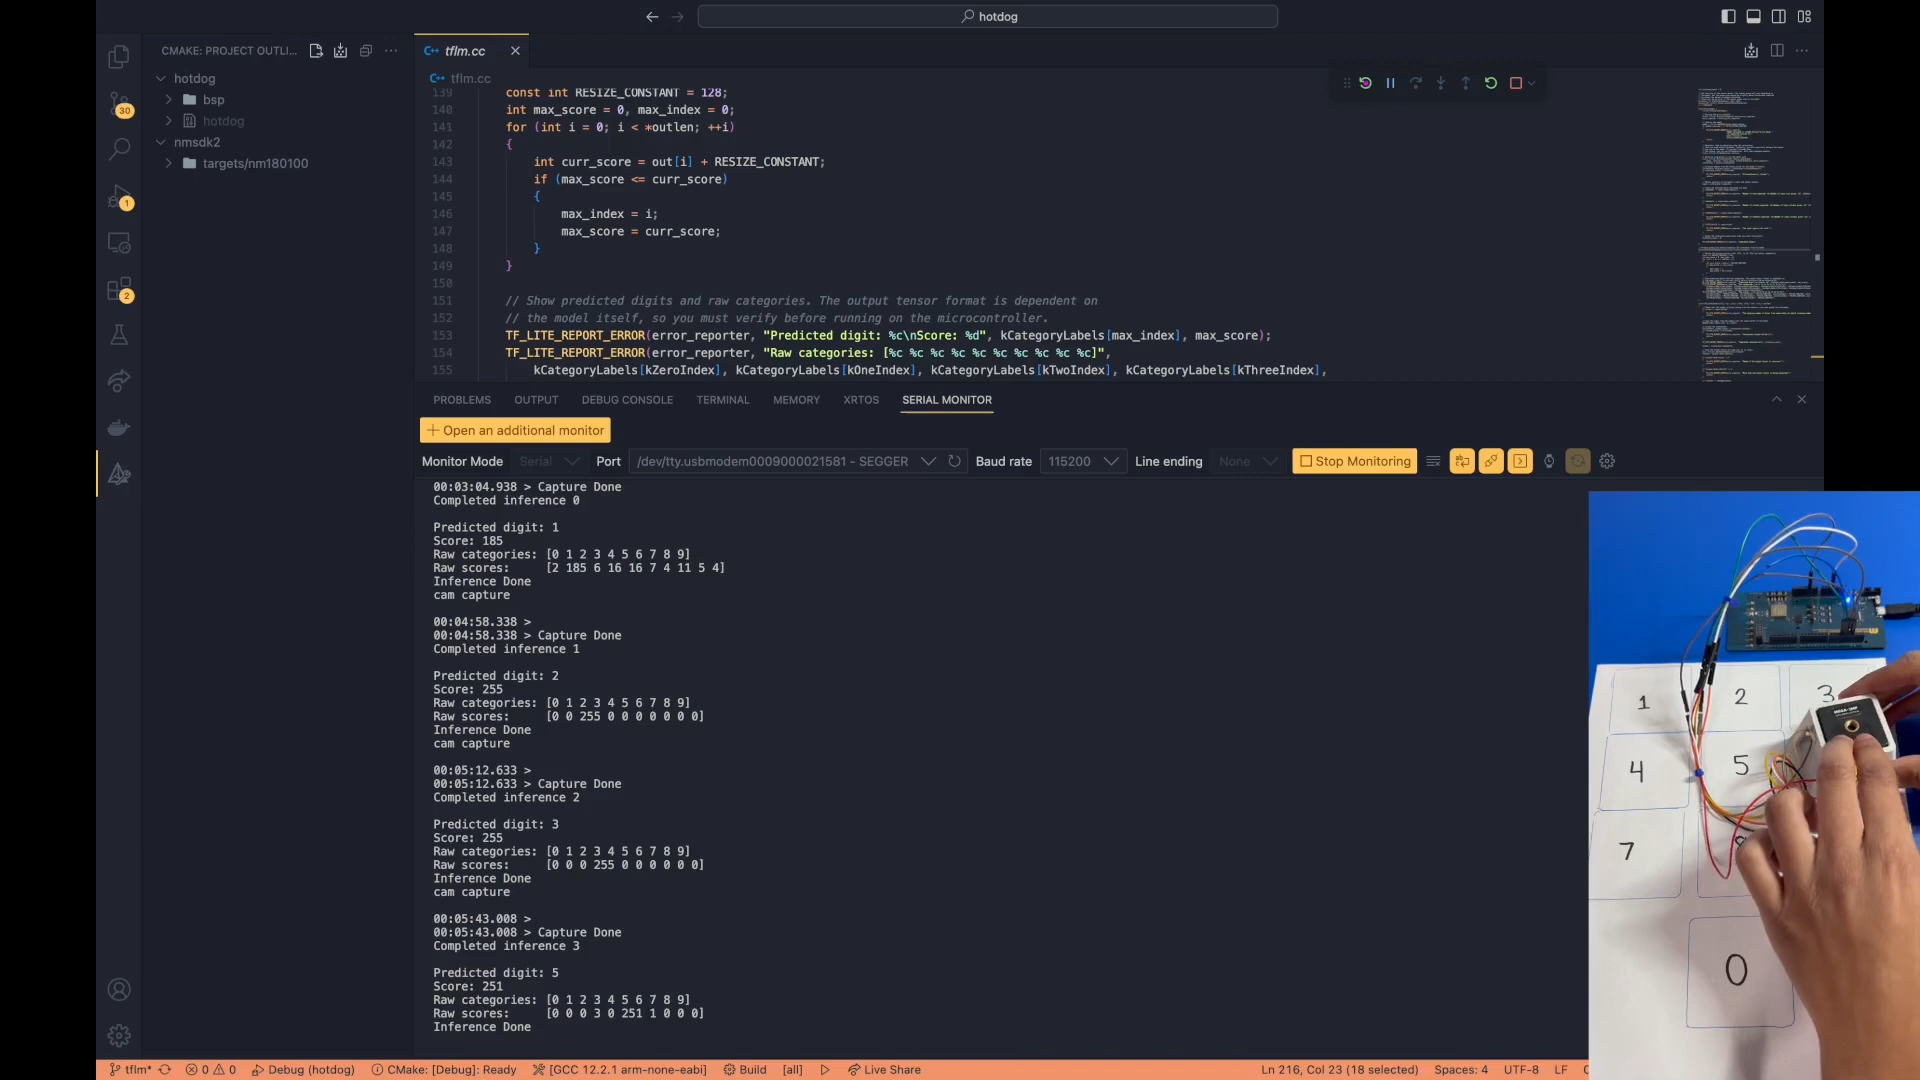 hotdog
CMAKE: PROJECT OUTLI...
hotdog
bsp
hotdog
nmsdk2
targets/nm180100
30
1
2
tflm.cc
tflm.cc
139 const int RESIZE_CONSTANT = 128;
140 int max_score = 0, max_index = 0;
141 for (int i = 0; i < *outlen; ++i)
142 {
143 int curr_score = out[i] + RESIZE_CONSTANT;
144 if (max_score <= curr_score)
145 {
146 max_index = i;
147 max_score = curr_score;
148 }
149 }
150
151 // Show predicted digits and raw categories. The output tensor format is dependent on
152 // the model itself, so you must verify before running on the microcontroller.
153 TF_LITE_REPORT_ERROR(error_reporter, "Predicted digit: %c\nScore: %d", kCategoryLabels[max_index], max_score);
154 TF_LITE_REPORT_ERROR(error_reporter, "Raw categories: [%c %c %c %c %c %c %c %c %c %c]",
155 kCategoryLabels[kZeroIndex], kCategoryLabels[kOneIndex], kCategoryLabels[kTwoIndex], kCategoryLabels[kThreeIndex],
PROBLEMS OUTPUT DEBUG CONSOLE TERMINAL MEMORY XRTOS SERIAL MONITOR
Open an additional monitor
Monitor Mode Serial Port /dev/tty.usbmodem0009000021581 - SEGGER Baud rate 115200 Line ending None Stop Monitoring
00:03:04.938 > Capture Done
Completed inference 0
Predicted digit: 1
Score: 185
Raw categories: [0 1 2 3 4 5 6 7 8 9]
Raw scores: [2 185 6 16 16 7 4 11 5 4]
Inference Done
cam capture
00:04:58.338 >
00:04:58.338 > Capture Done
Completed inference 1
Predicted digit: 2
Score: 255
Raw categories: [0 1 2 3 4 5 6 7 8 9]
Raw scores: [0 0 255 0 0 0 0 0 0 0]
Inference Done
cam capture
00:05:12.633 >
00:05:12.633 > Capture Done
Completed inference 2
Predicted digit: 3
Score: 255
Raw categories: [0 1 2 3 4 5 6 7 8 9]
Raw scores: [0 0 0 255 0 0 0 0 0 0]
Inference Done
cam capture
00:05:43.008 >
00:05:43.008 > Capture Done
Completed inference 3
Predicted digit: 5
Score: 251
Raw categories: [0 1 2 3 4 5 6 7 8 9]
Raw scores: [0 0 0 3 0 251 1 0 0 0]
Inference Done
1 2 3
4 5
7 8
0
tflm* 0 0 Debug (hotdog) CMake: [Debug]: Ready [GCC 12.2.1 arm-none-eabi] Build [all] Live Share Ln 216, Col 23 (18 selected) Spaces: 4 UTF-8 LF